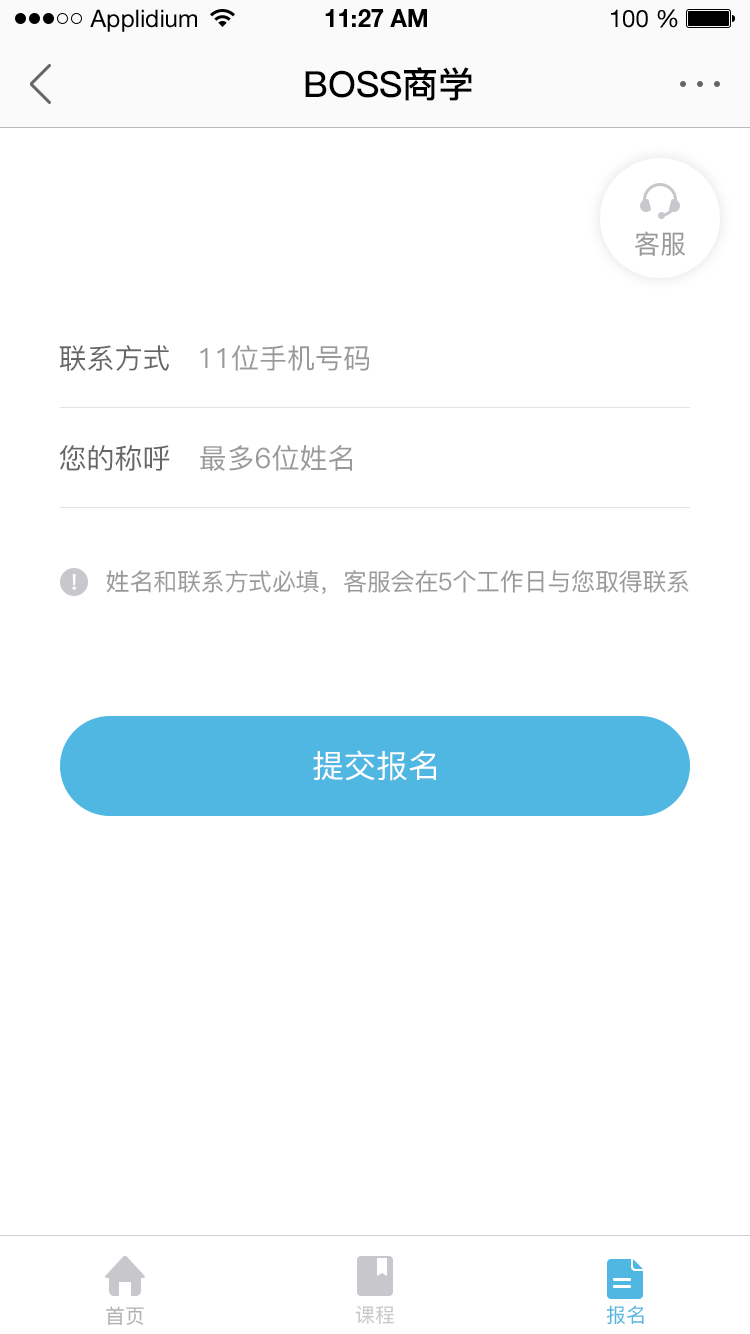 Applidium 11:27 AM 100 %
BOSS商学
客服
联系方式 11位手机号码
您的称呼 最多6位姓名
! 姓名和联系方式必填，客服会在5个工作日与您取得联系
提交报名
首页 课程 报名